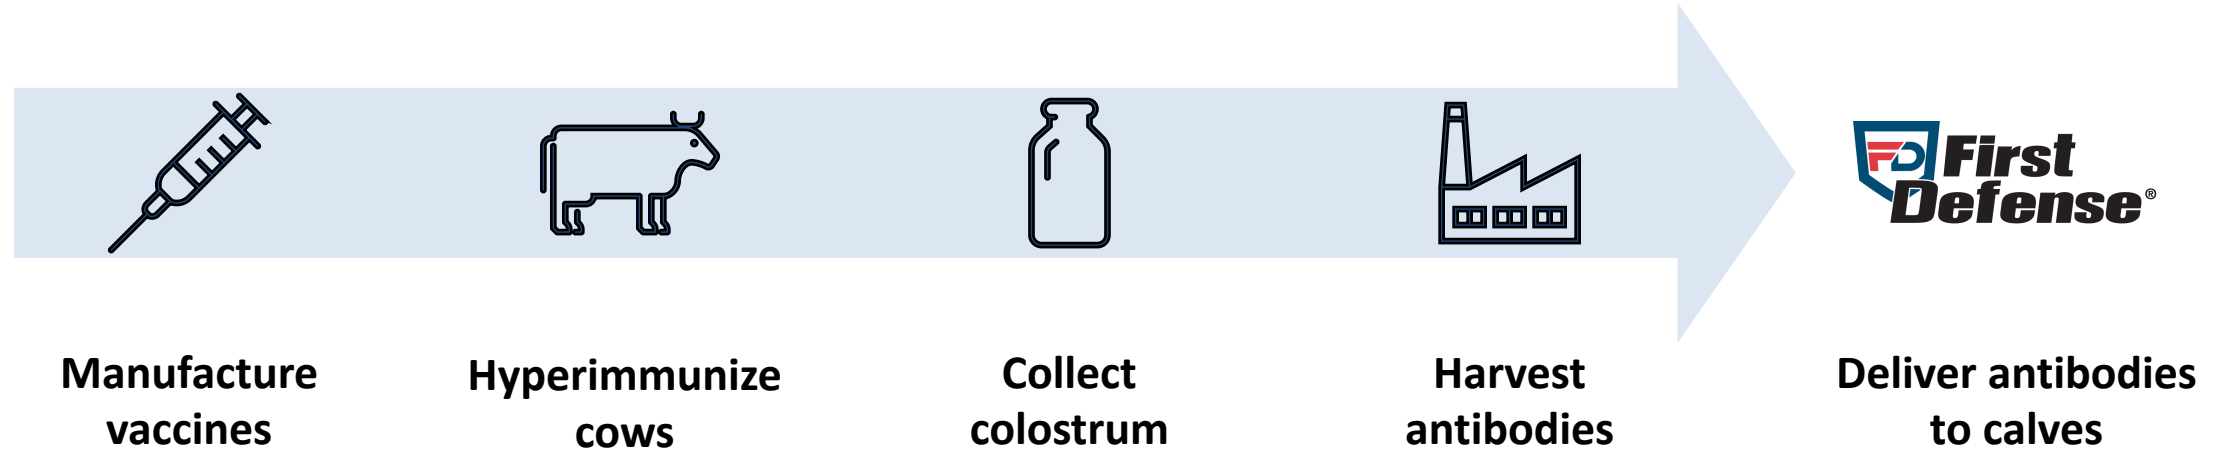 FD First
Defense®
Manufacture
vaccines
Hyperimmunize
cows
Collect
colostrum
Harvest
antibodies
Deliver antibodies
to calves